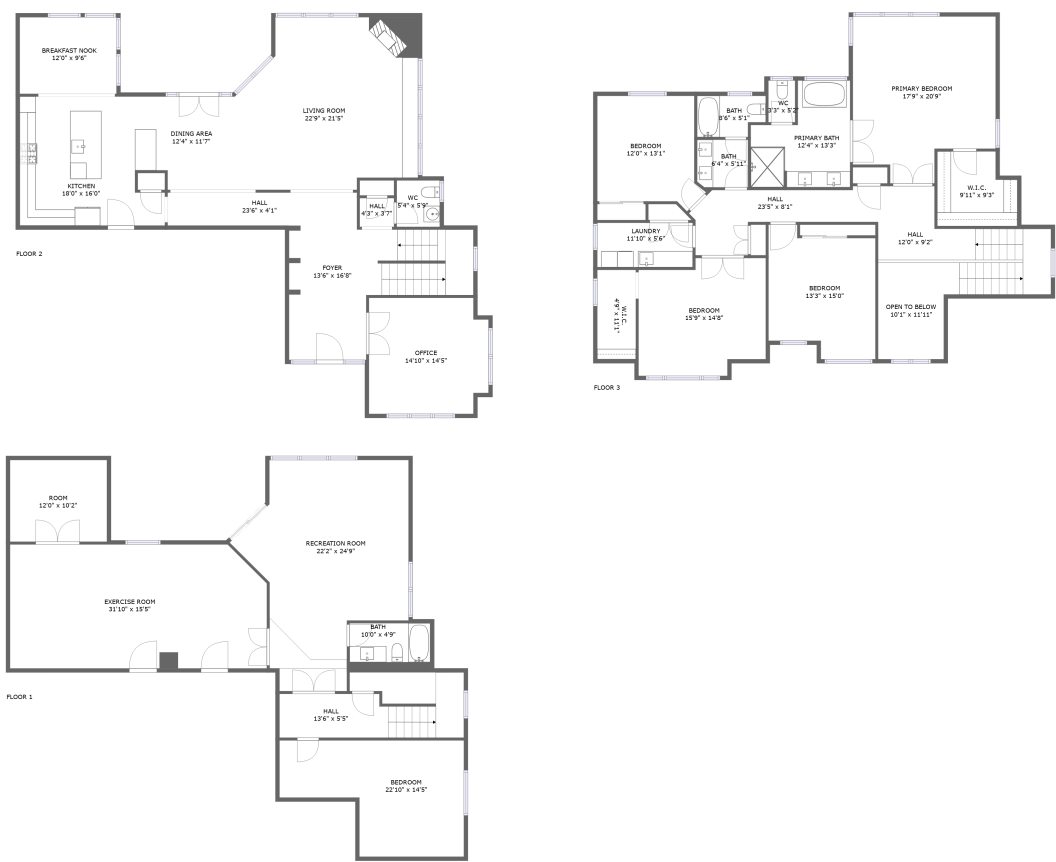 BREAKFAST NOOK
12'0" x 9'6"
LIVING ROOM
22'9" x 21'5"
DINING AREA
12'4" x 11'7"
KITCHEN
18'0" x 16'0"
HALL
23'6" x 4'1"
HALL
4'3" x 3'7"
WC
5'4" x 5'9"
FLOOR 2
FOYER
13'6" x 16'8"
OFFICE
14'10" x 14'5"
PRIMARY BEDROOM
17'9" x 20'9"
WC
3'3" x 5'2"
BATH
8'6" x 5'1"
PRIMARY BATH
12'4" x 13'3"
BEDROOM
12'0" x 13'1"
BATH
6'4" x 5'11"
W.I.C.
9'11" x 9'3"
HALL
23'5" x 8'1"
LAUNDRY
11'10" x 5'6"
HALL
12'0" x 9'2"
BEDROOM
13'3" x 15'0"
W.I.C.
4'9" x 11'1"
BEDROOM
15'9" x 14'8"
OPEN TO BELOW
10'1" x 11'11"
FLOOR 3
ROOM
12'0" x 10'2"
RECREATION ROOM
22'2" x 24'9"
EXERCISE ROOM
31'10" x 15'5"
BATH
10'0" x 4'9"
FLOOR 1
HALL
13'6" x 5'5"
BEDROOM
22'10" x 14'5"